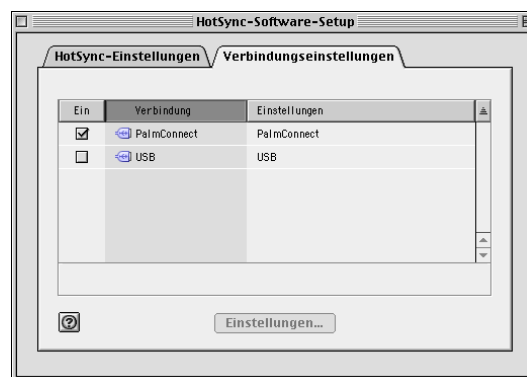 HotSync-Software-Setup
HotSync-Einstellungen Verbindungseinstellungen
Ein Verbindung Einstellungen
PalmConnect PalmConnect
USB USB
Einstellungen...